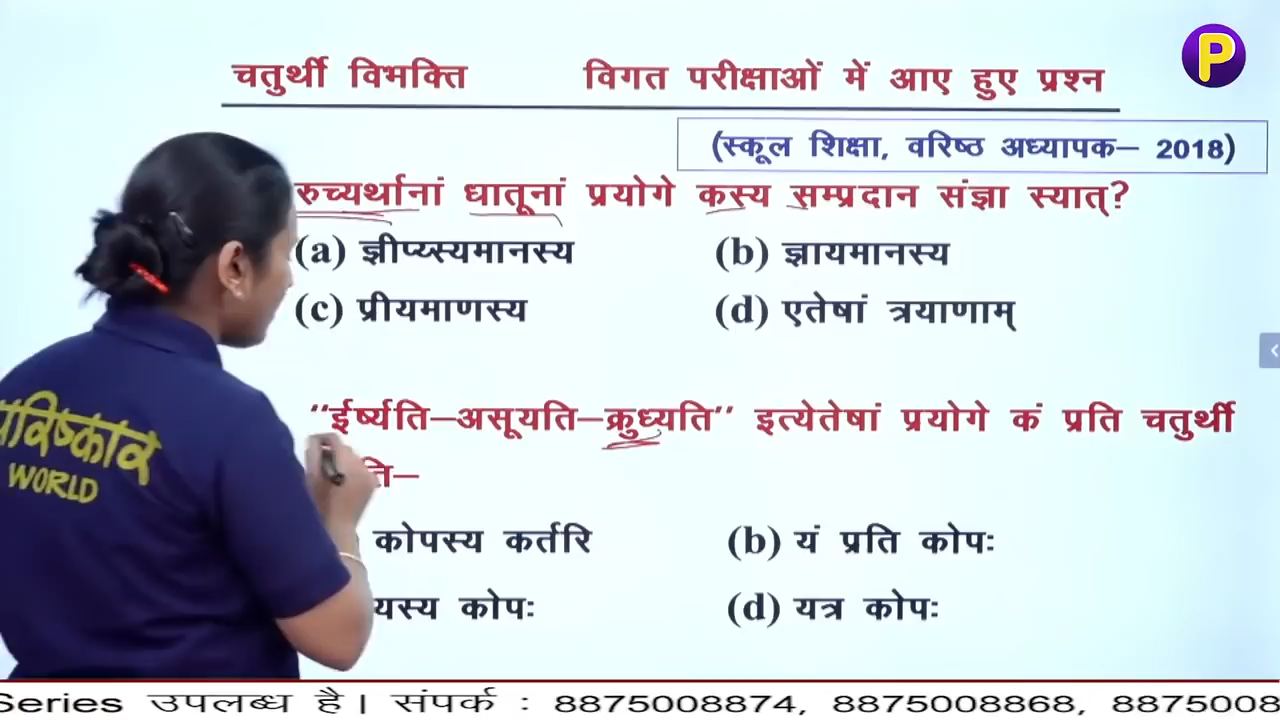 चतुर्थी विभक्ति विगत परीक्षाओं में आए हुए प्रश्न
P
(स्कूल शिक्षा, वरिष्ठ अध्यापक– 2018)
रुच्यर्थानां धातूनां प्रयोगे कस्य सम्प्रदान संज्ञा स्यात्?
(a) ज्ञीप्य्स्यमानस्य (b) ज्ञायमानस्य
(c) प्रीयमाणस्य (d) एतेषां त्रयाणाम्
"ईर्ष्यति–असूयति–क्रुध्यति" इत्येतेषां प्रयोगे कं प्रति चतुर्थी
ति–
कोपस्य कर्तरि (b) यं प्रति कोपः
यस्य कोपः (d) यत्र कोपः
परिष्कार
WORLD
Series उपलब्ध है। संपर्क : 8875008874, 8875008868, 8875008